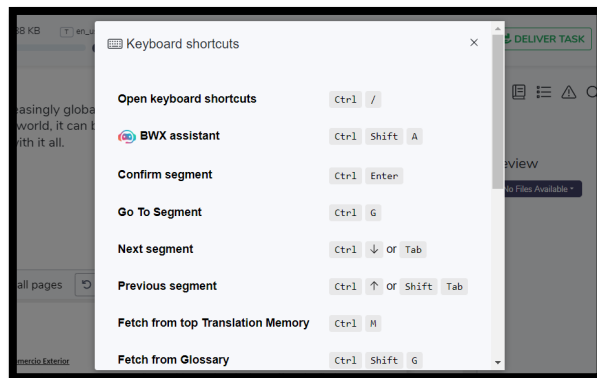 38 KB
T en_u
Keyboard shortcuts
DELIVER TASK
Open keyboard shortcuts Ctrl /
BWX assistant Ctrl Shift A
Confirm segment Ctrl Enter
Go To Segment Ctrl G
Next segment Ctrl ↓ or Tab
Previous segment Ctrl ↑ or Shift Tab
Fetch from top Translation Memory Ctrl M
Fetch from Glossary Ctrl Shift G
easingly globa
world, it can b
with it all.
eview
No Files Available
all pages
mercio Exterior